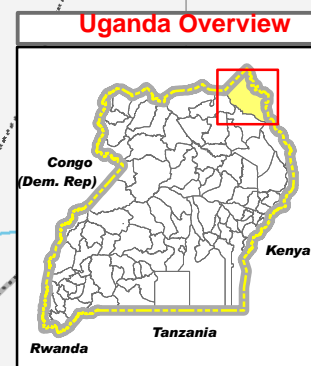 Uganda Overview
Congo
(Dem. Rep)
Kenya
Tanzania
Rwanda